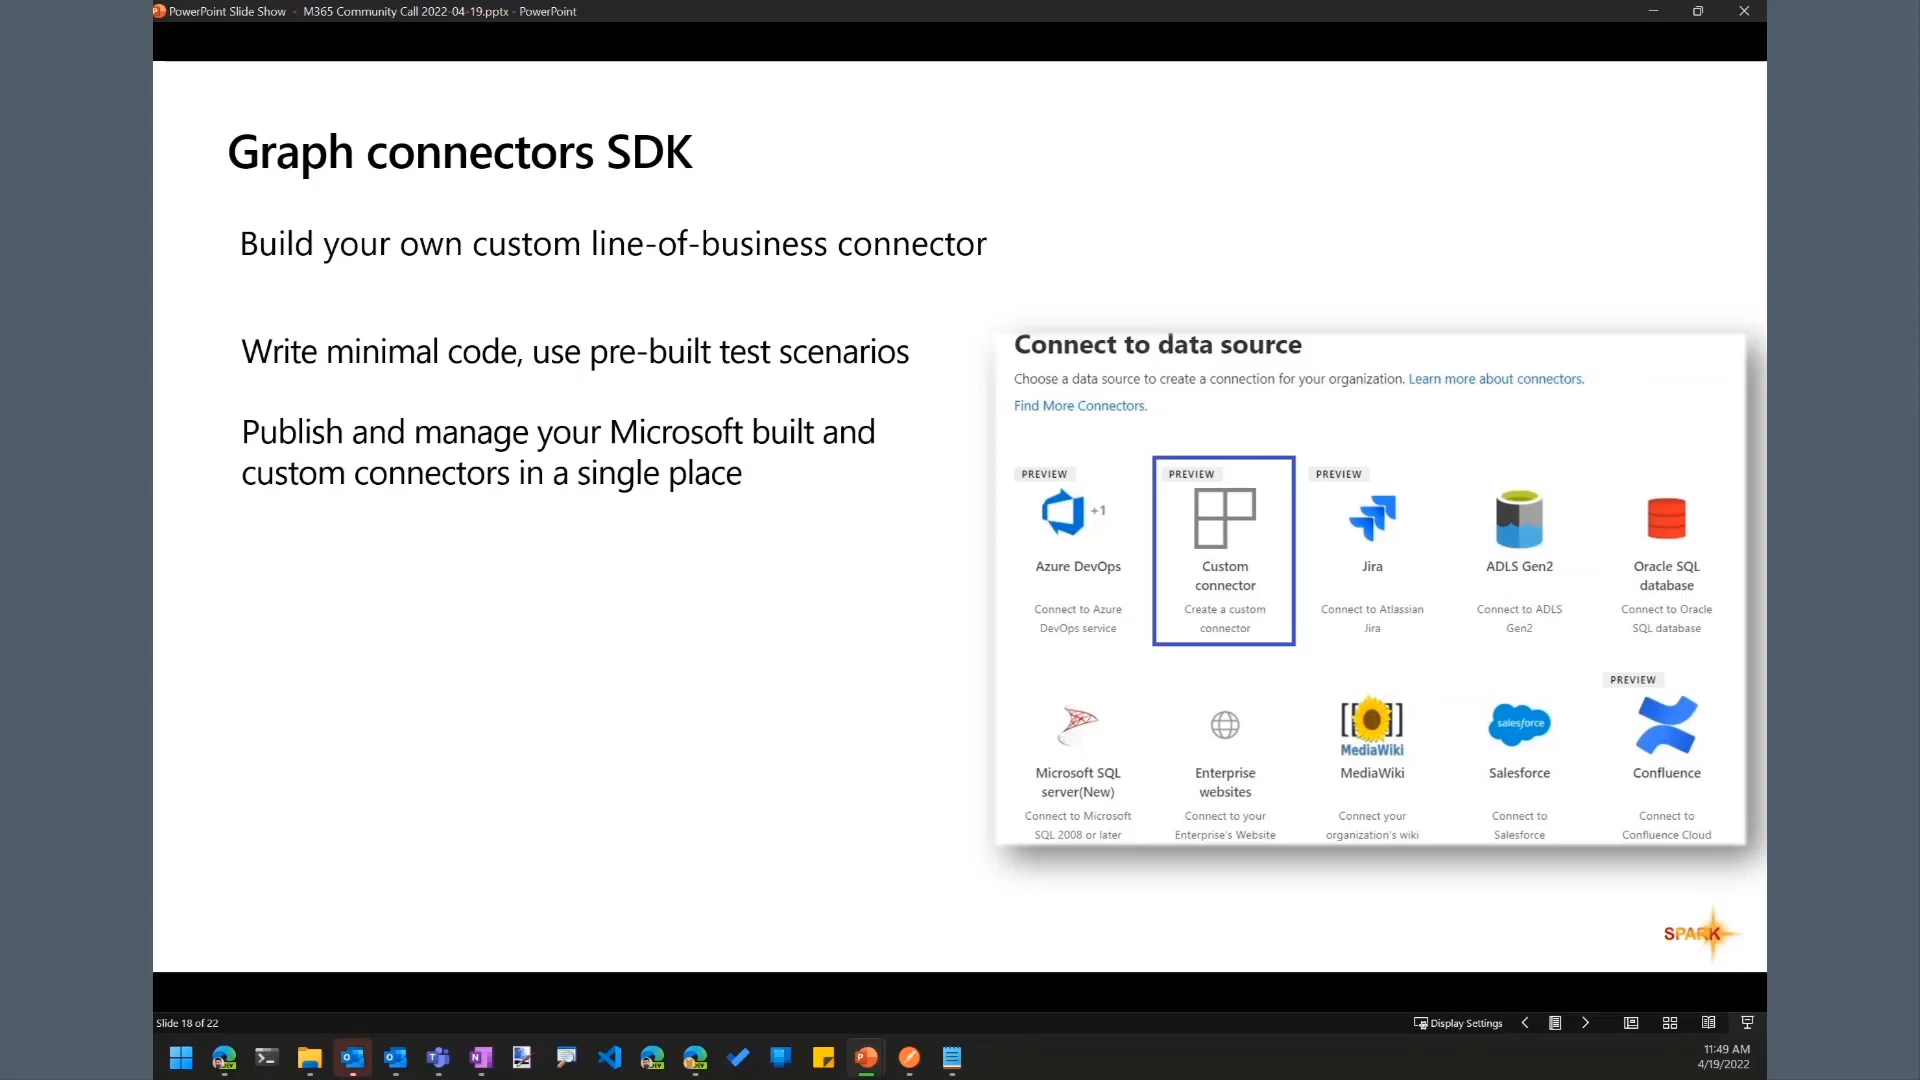 PowerPoint Slide Show - M365 Community Call 2022-04-19.pptx - PowerPoint
Graph connectors SDK
Build your own custom line-of-business connector
Write minimal code, use pre-built test scenarios
Publish and manage your Microsoft built and
custom connectors in a single place
Connect to data source
Choose a data source to create a connection for your organization. Learn more about connectors.
Find More Connectors.
PREVIEW
+1
Azure DevOps
Connect to Azure
DevOps service
PREVIEW
Custom
connector
Create a custom
connector
PREVIEW
Jira
Connect to Atlassian
Jira
ADLS Gen2
Connect to ADLS
Gen2
Oracle SQL
database
Connect to Oracle
SQL database
Microsoft SQL
server(New)
Connect to Microsoft
SQL 2008 or later
Enterprise
websites
Connect to your
Enterprise's Website
MediaWiki
MediaWiki
Connect your
organization's wiki
salesforce
Salesforce
Connect to
Salesforce
PREVIEW
Confluence
Connect to
Confluence Cloud
SPARK
Slide 18 of 22
Display Settings
11:49 AM
4/19/2022